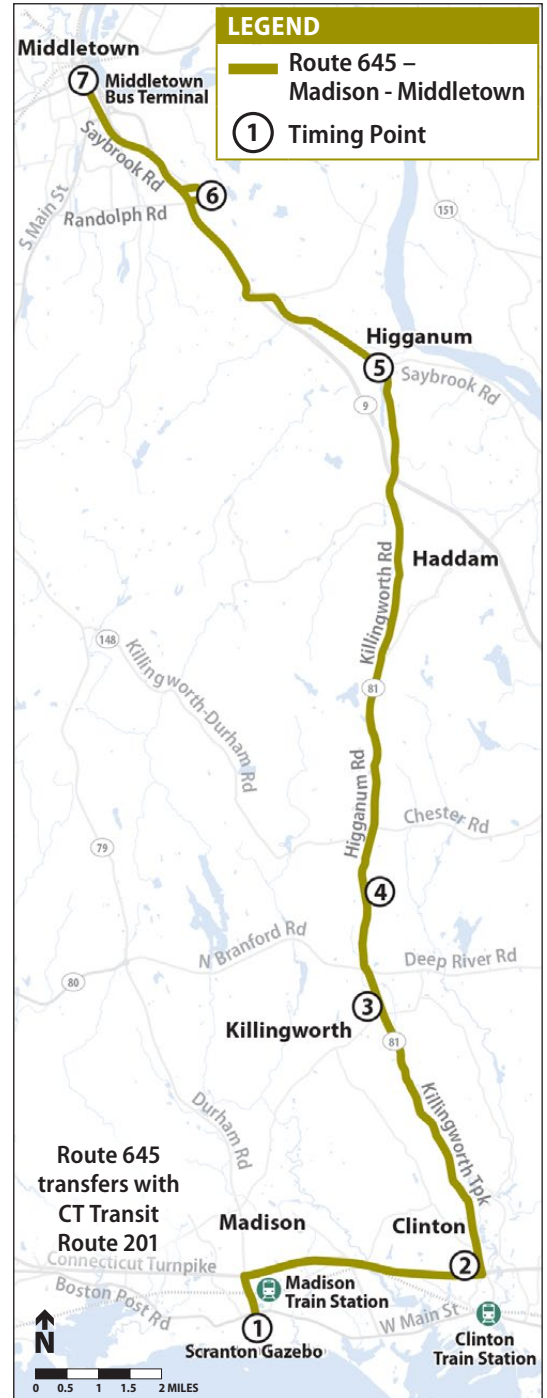 LEGEND
Route 645 –
Madison - Middletown
1 Timing Point
Middletown
7
Middletown
Bus Terminal
Saybrook Rd
6
S Main St
Randolph Rd
151
Higganum
5
Saybrook Rd
9
Haddam
Killingworth Rd
148
Killingworth-Durham Rd
81
Higganum Rd
Chester Rd
79
4
N Branford Rd
Deep River Rd
80
3
Killingworth
81
Durham Rd
Killingworth Tpk
Route 645
transfers with
CT Transit
Route 201
Madison
Clinton
Connecticut Turnpike
2
Boston Post Rd
Madison
Train Station
W Main St
1
Scranton Gazebo
Clinton
Train Station
N
0 0.5 1 1.5 2 MILES